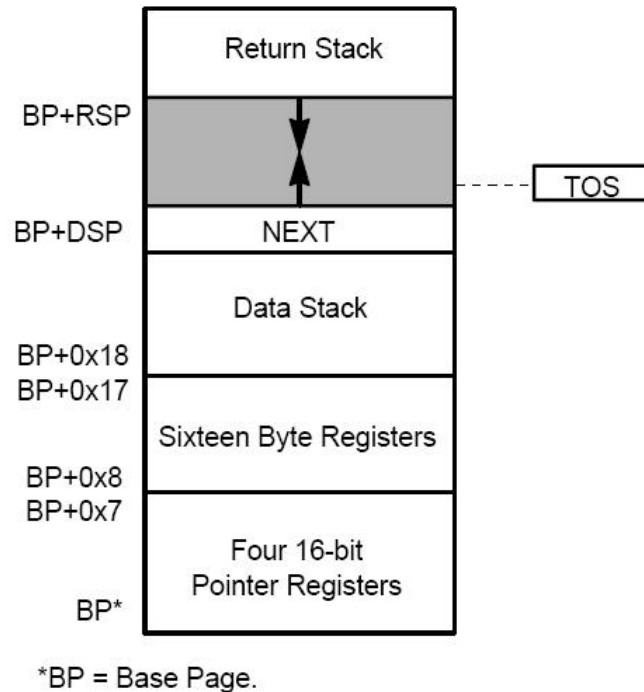 Return Stack
BP+RSP
TOS
BP+DSP
NEXT
Data Stack
BP+0x18
BP+0x17
Sixteen Byte Registers
BP+0x8
BP+0x7
Four 16-bit
Pointer Registers
BP*
*BP = Base Page.